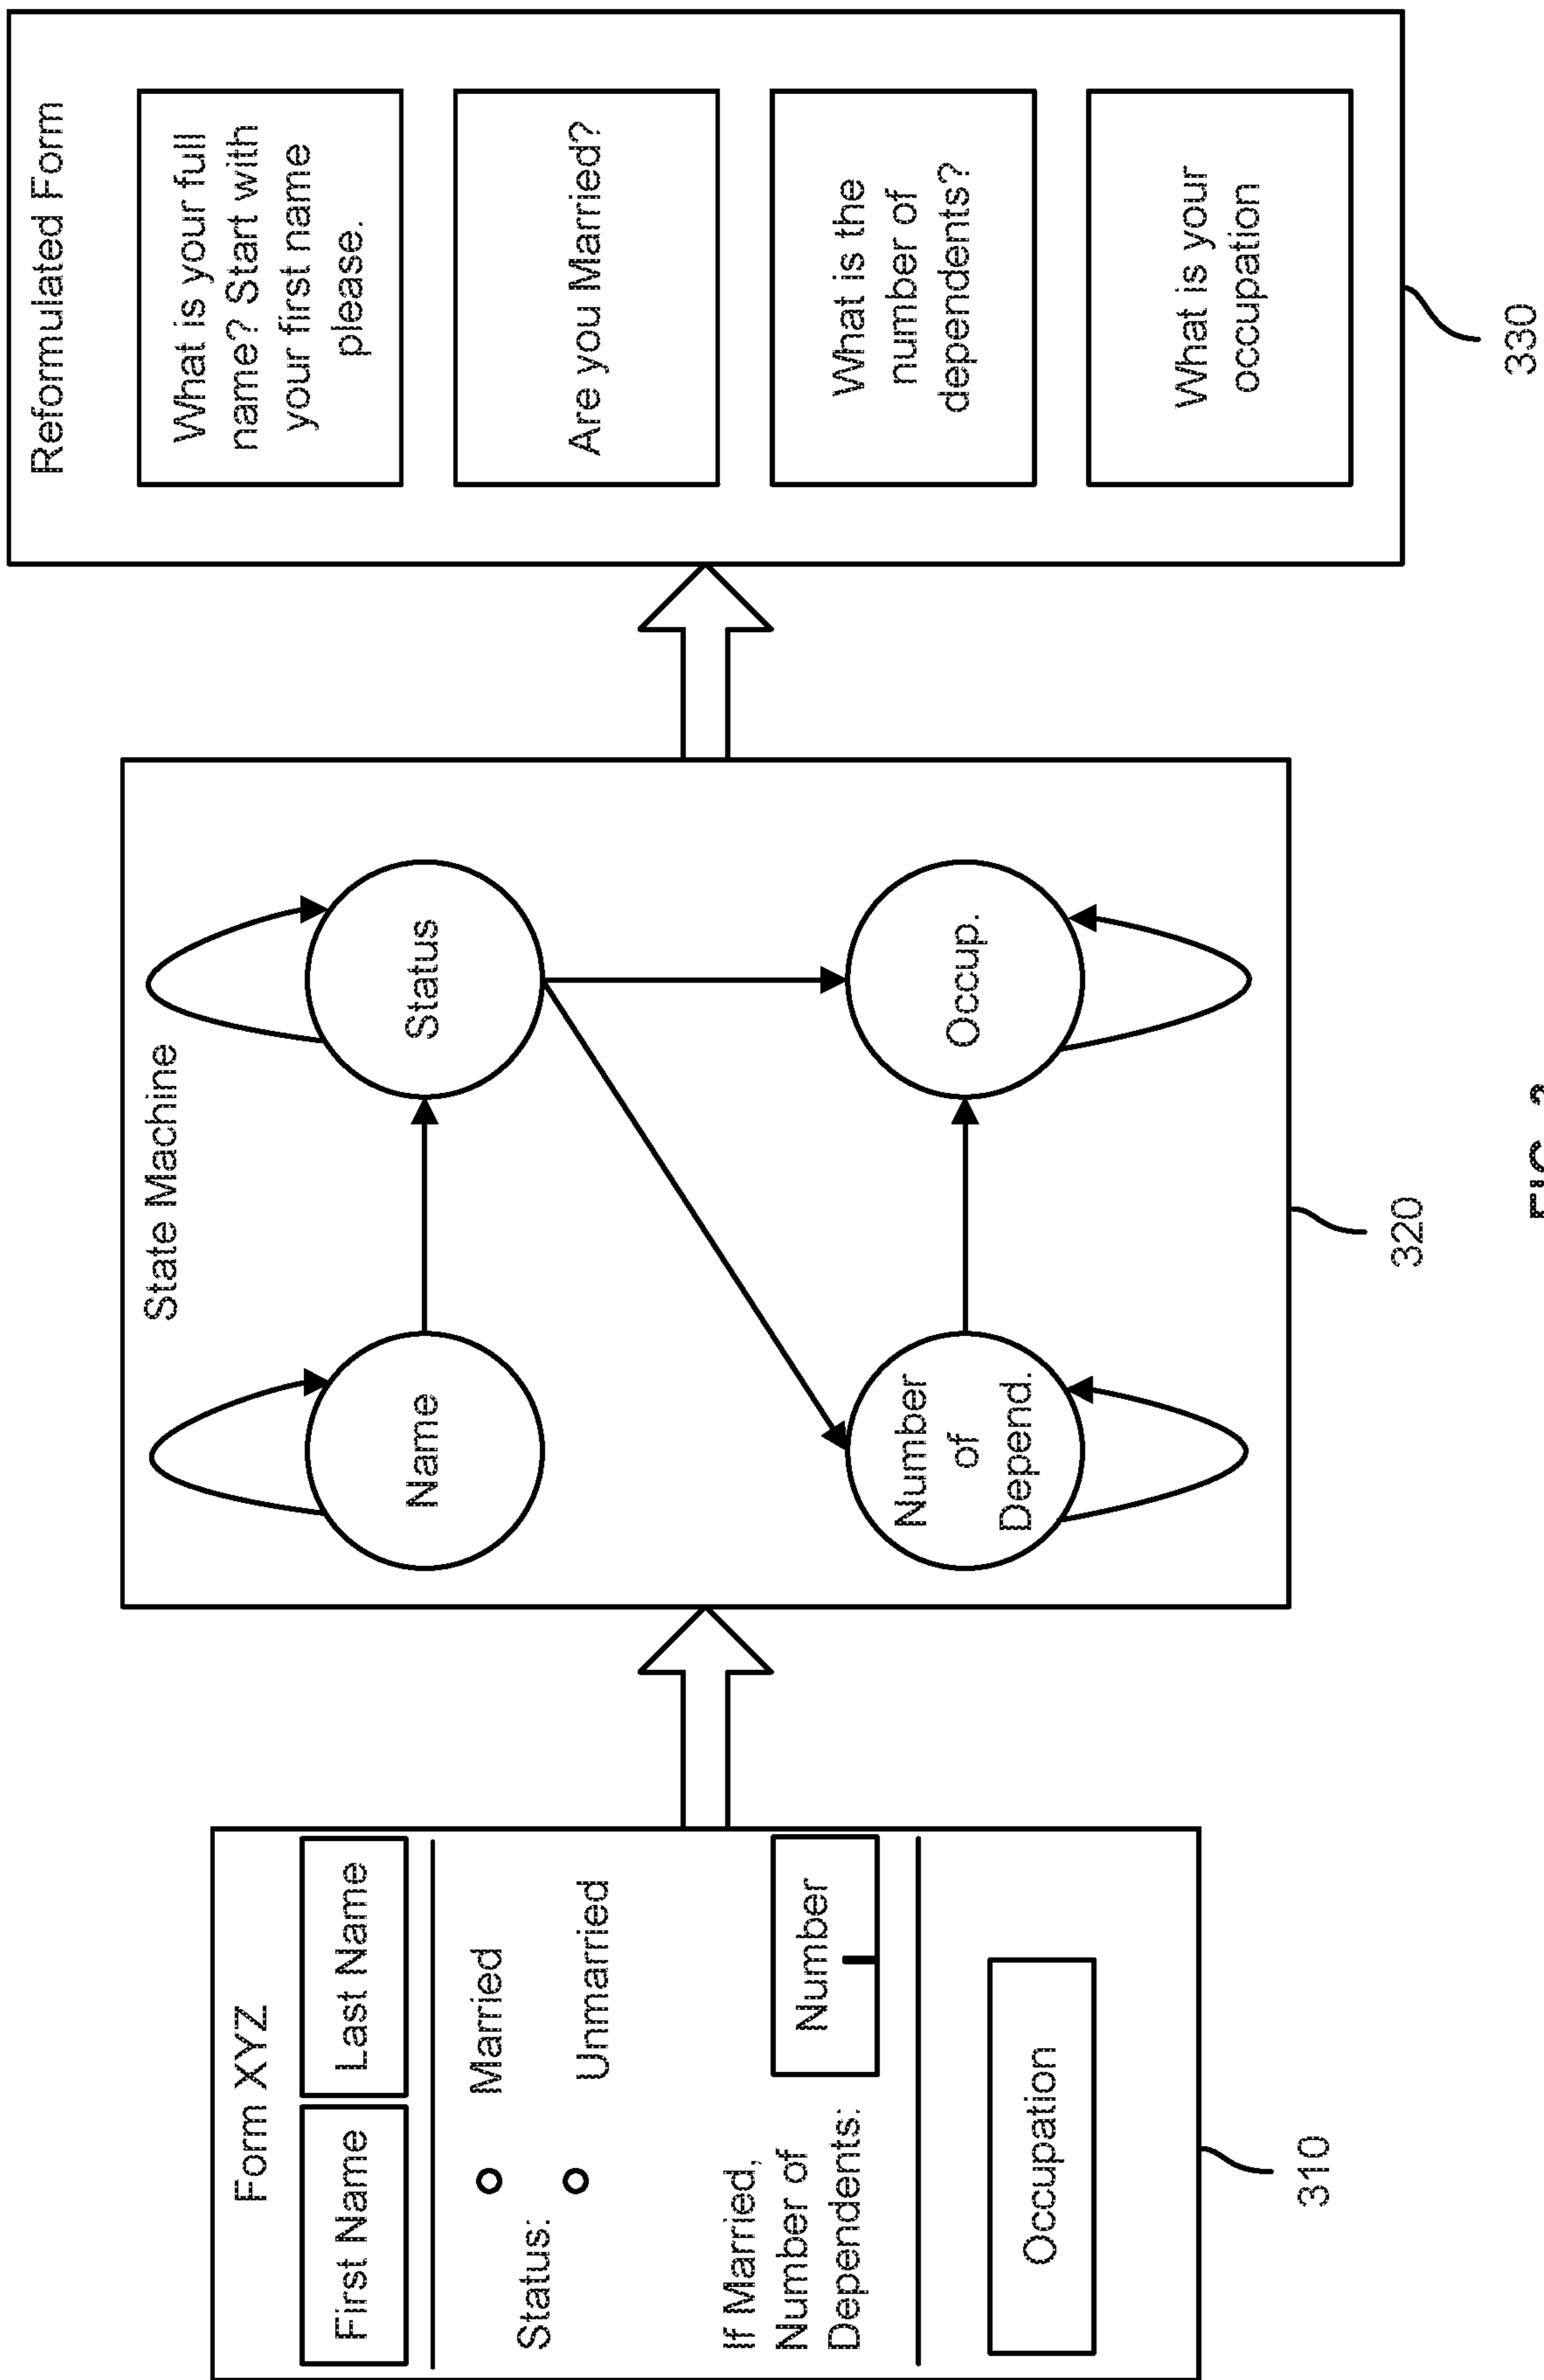 Form XYZ
First Name
Last Name
Status:
Married
Unmarried
If Married,
Number of
Dependents:
Number
Occupation
310
State Machine
Name
Status
Number
of
Depend.
Occup.
320
Reformulated Form
What is your full
name? Start with
your first name
please.
Are you Married?
What is the
number of
dependents?
What is your
occupation
330